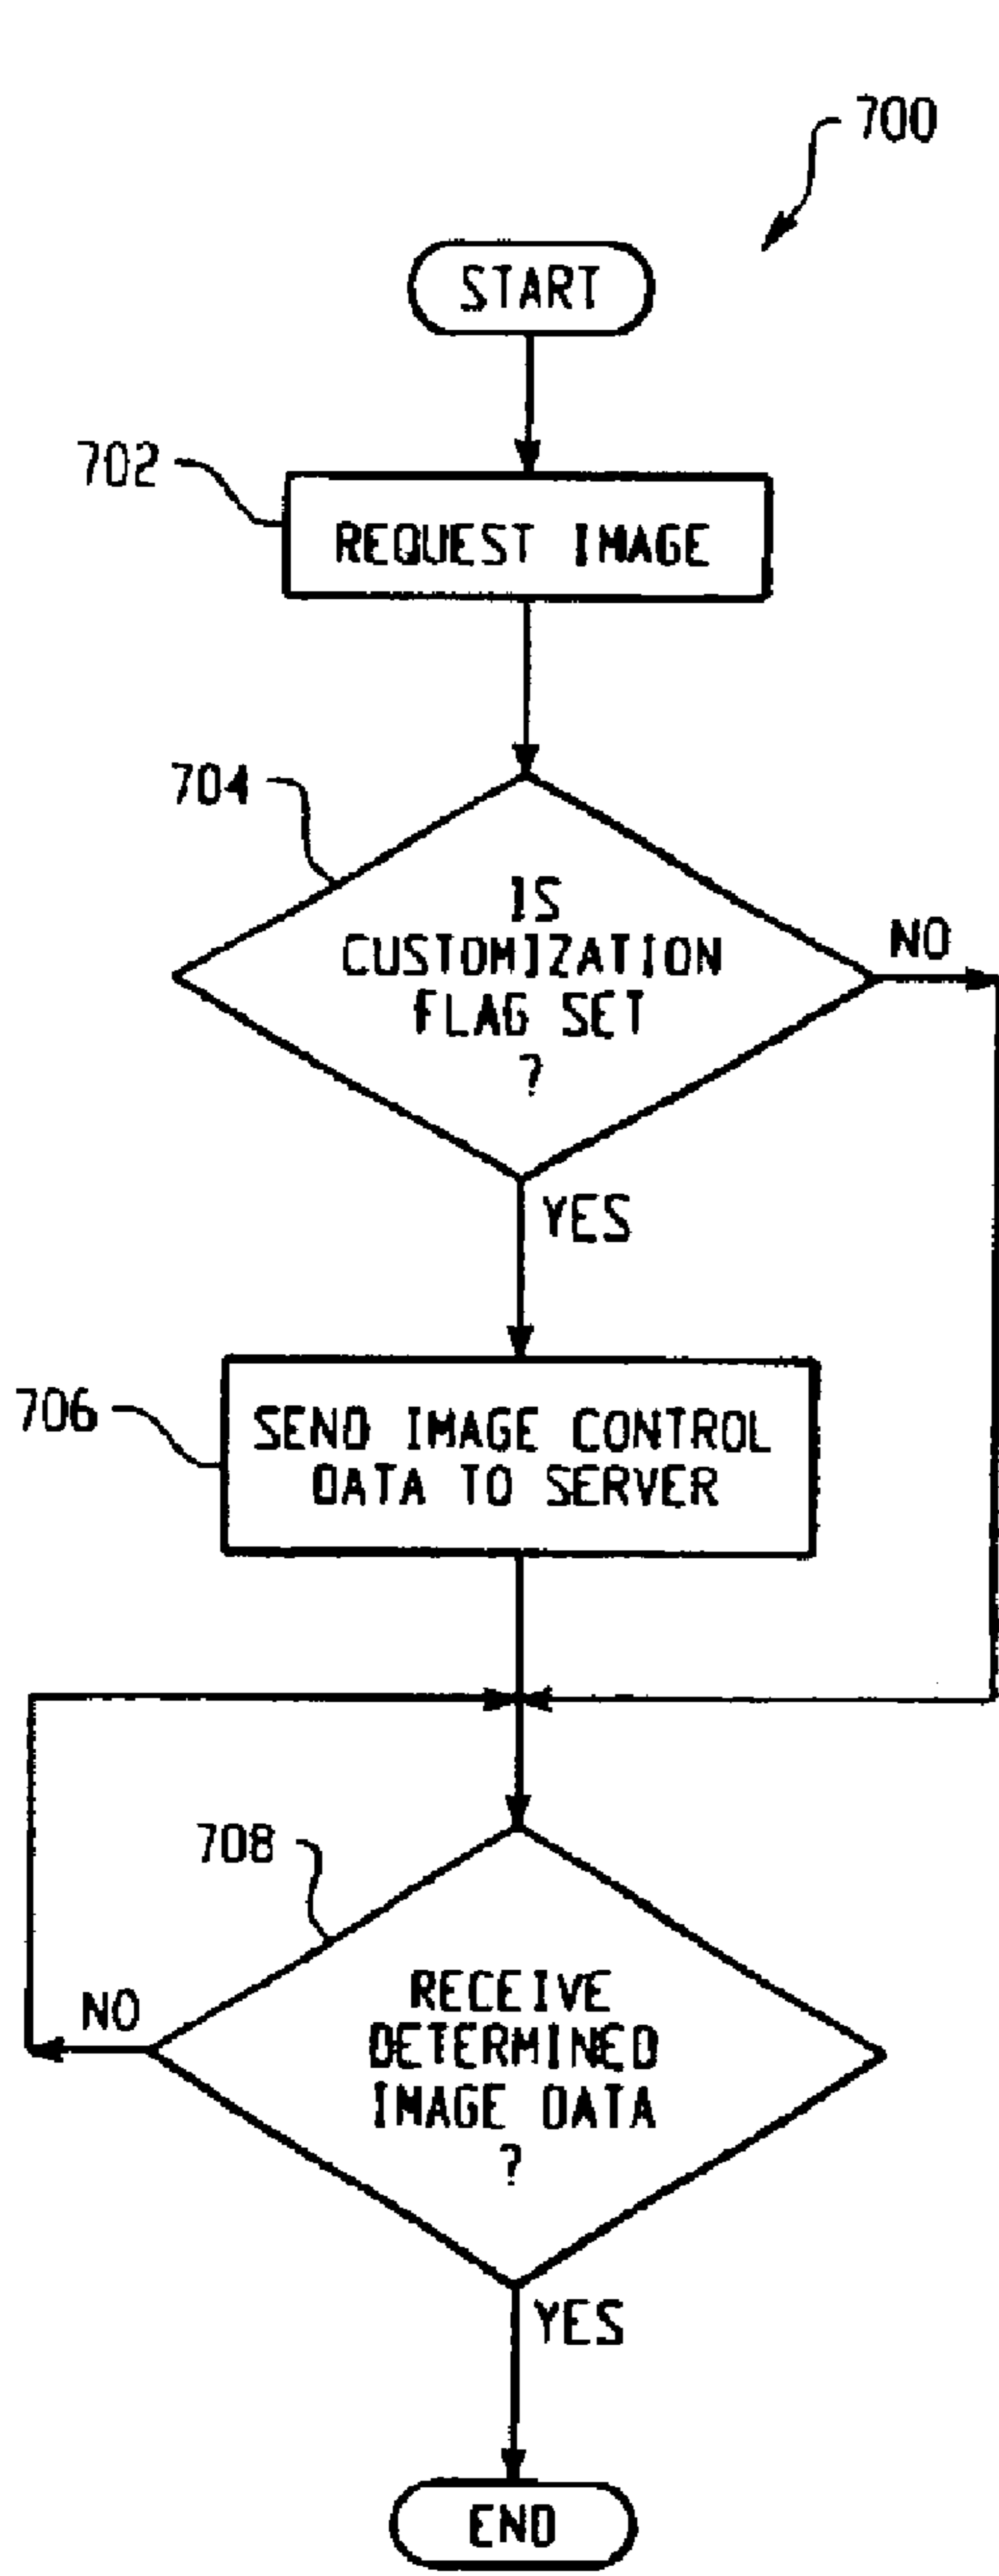 700
START
702
REQUEST IMAGE
704
IS
CUSTOMIZATION
FLAG SET
?
NO
YES
706
SEND IMAGE CONTROL
DATA TO SERVER
708
RECEIVE
DETERMINED
IMAGE DATA
?
NO
YES
END